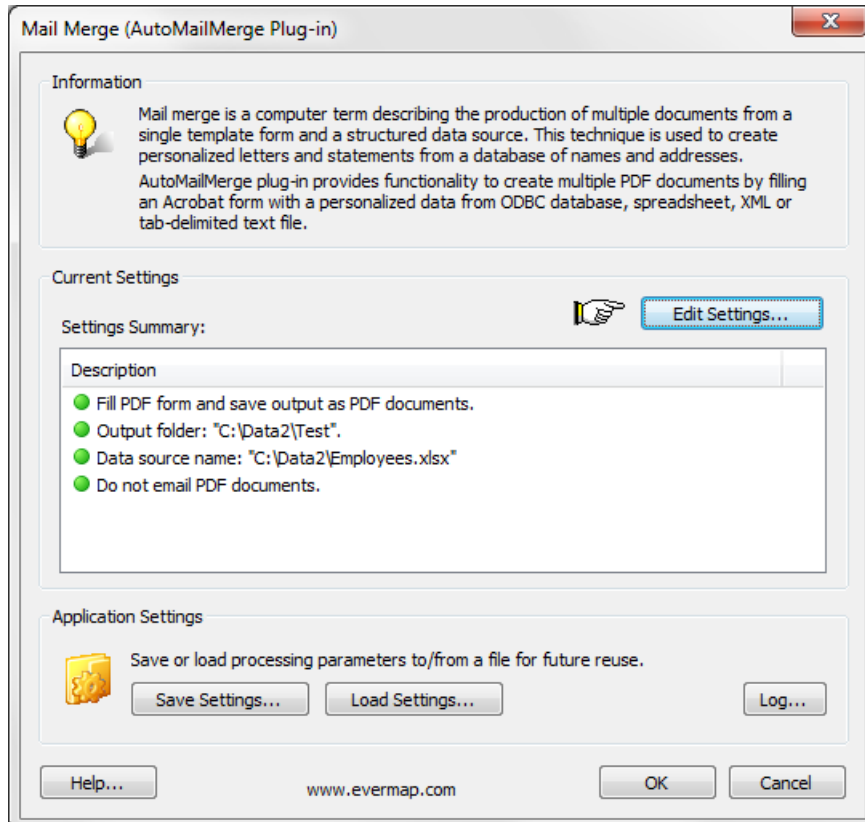 Mail Merge (AutoMailMerge Plug-in)
Information
Mail merge is a computer term describing the production of multiple documents from a
single template form and a structured data source. This technique is used to create
personalized letters and statements from a database of names and addresses.
AutoMailMerge plug-in provides functionality to create multiple PDF documents by filling
an Acrobat form with a personalized data from ODBC database, spreadsheet, XML or
tab-delimited text file.
Current Settings
Edit Settings...
Settings Summary:
Description
Fill PDF form and save output as PDF documents.
Output folder: "C:\Data2\Test".
Data source name: "C:\Data2\Employees.xlsx"
Do not email PDF documents.
Application Settings
Save or load processing parameters to/from a file for future reuse.
Save Settings...
Load Settings...
Log...
Help...
www.evermap.com
OK
Cancel